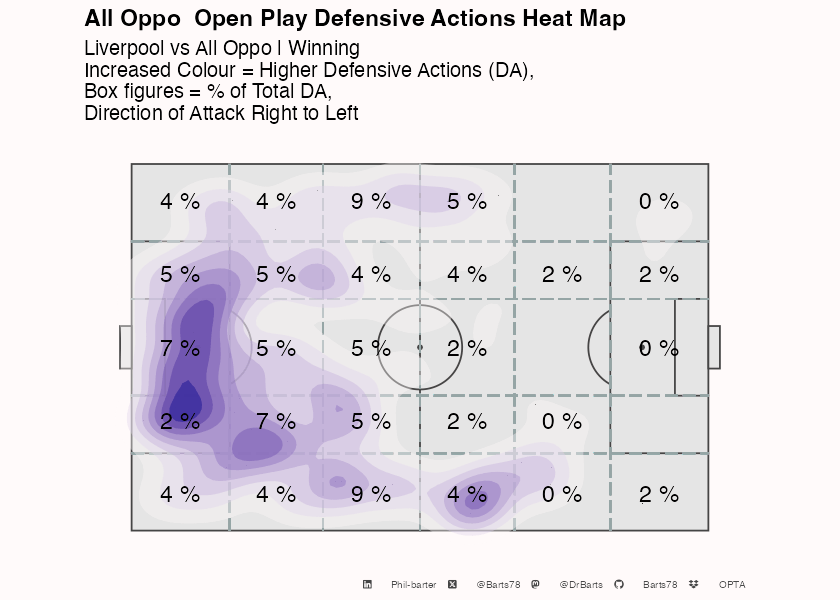 All Oppo  Open Play Defensive Actions Heat Map
Liverpool vs All Oppo I Winning
Increased Colour = Higher Defensive Actions (DA),
Box figures = % of Total DA,
Direction of Attack Right to Left
4 % 4 % 9 % 5 % 0 %
5 % 5 % 4 % 4 % 2 % 2 %
7 % 5 % 5 % 2 % 0 %
2 % 7 % 5 % 2 % 0 %
4 % 4 % 9 % 4 % 0 % 2 %
Phil-barter @Barts78 @DrBarts Barts78 OPTA